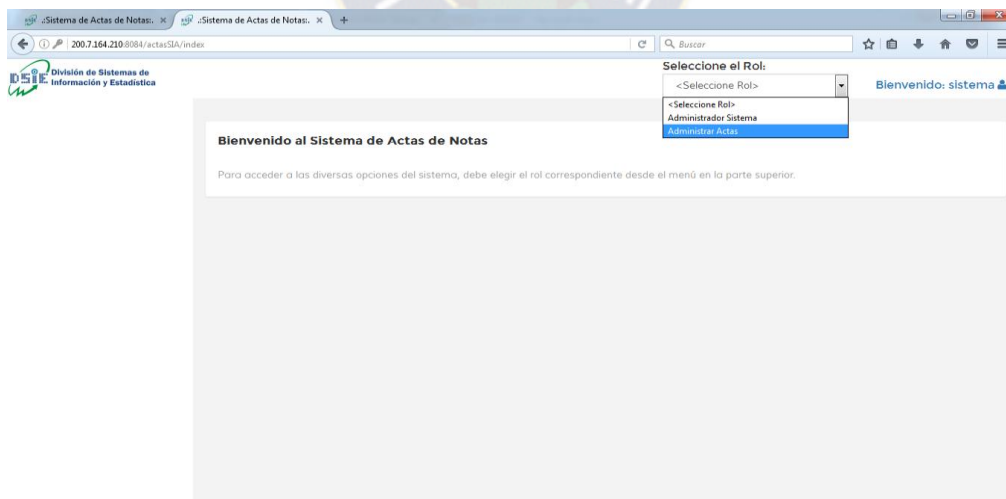 .:Sistema de Actas de Notas:. ×
.:Sistema de Actas de Notas:. ×
200.7.164.210:8084/actasSIA/index
Buscar
DSIE
División de Sistemas de
Información y Estadística
Seleccione el Rol:
<Seleccione Rol>
Bienvenido: sistema
<Seleccione Rol>
Administrador Sistema
Administrar Actas
Bienvenido al Sistema de Actas de Notas
Para acceder a las diversas opciones del sistema, debe elegir el rol correspondiente desde el menú en la parte superior.